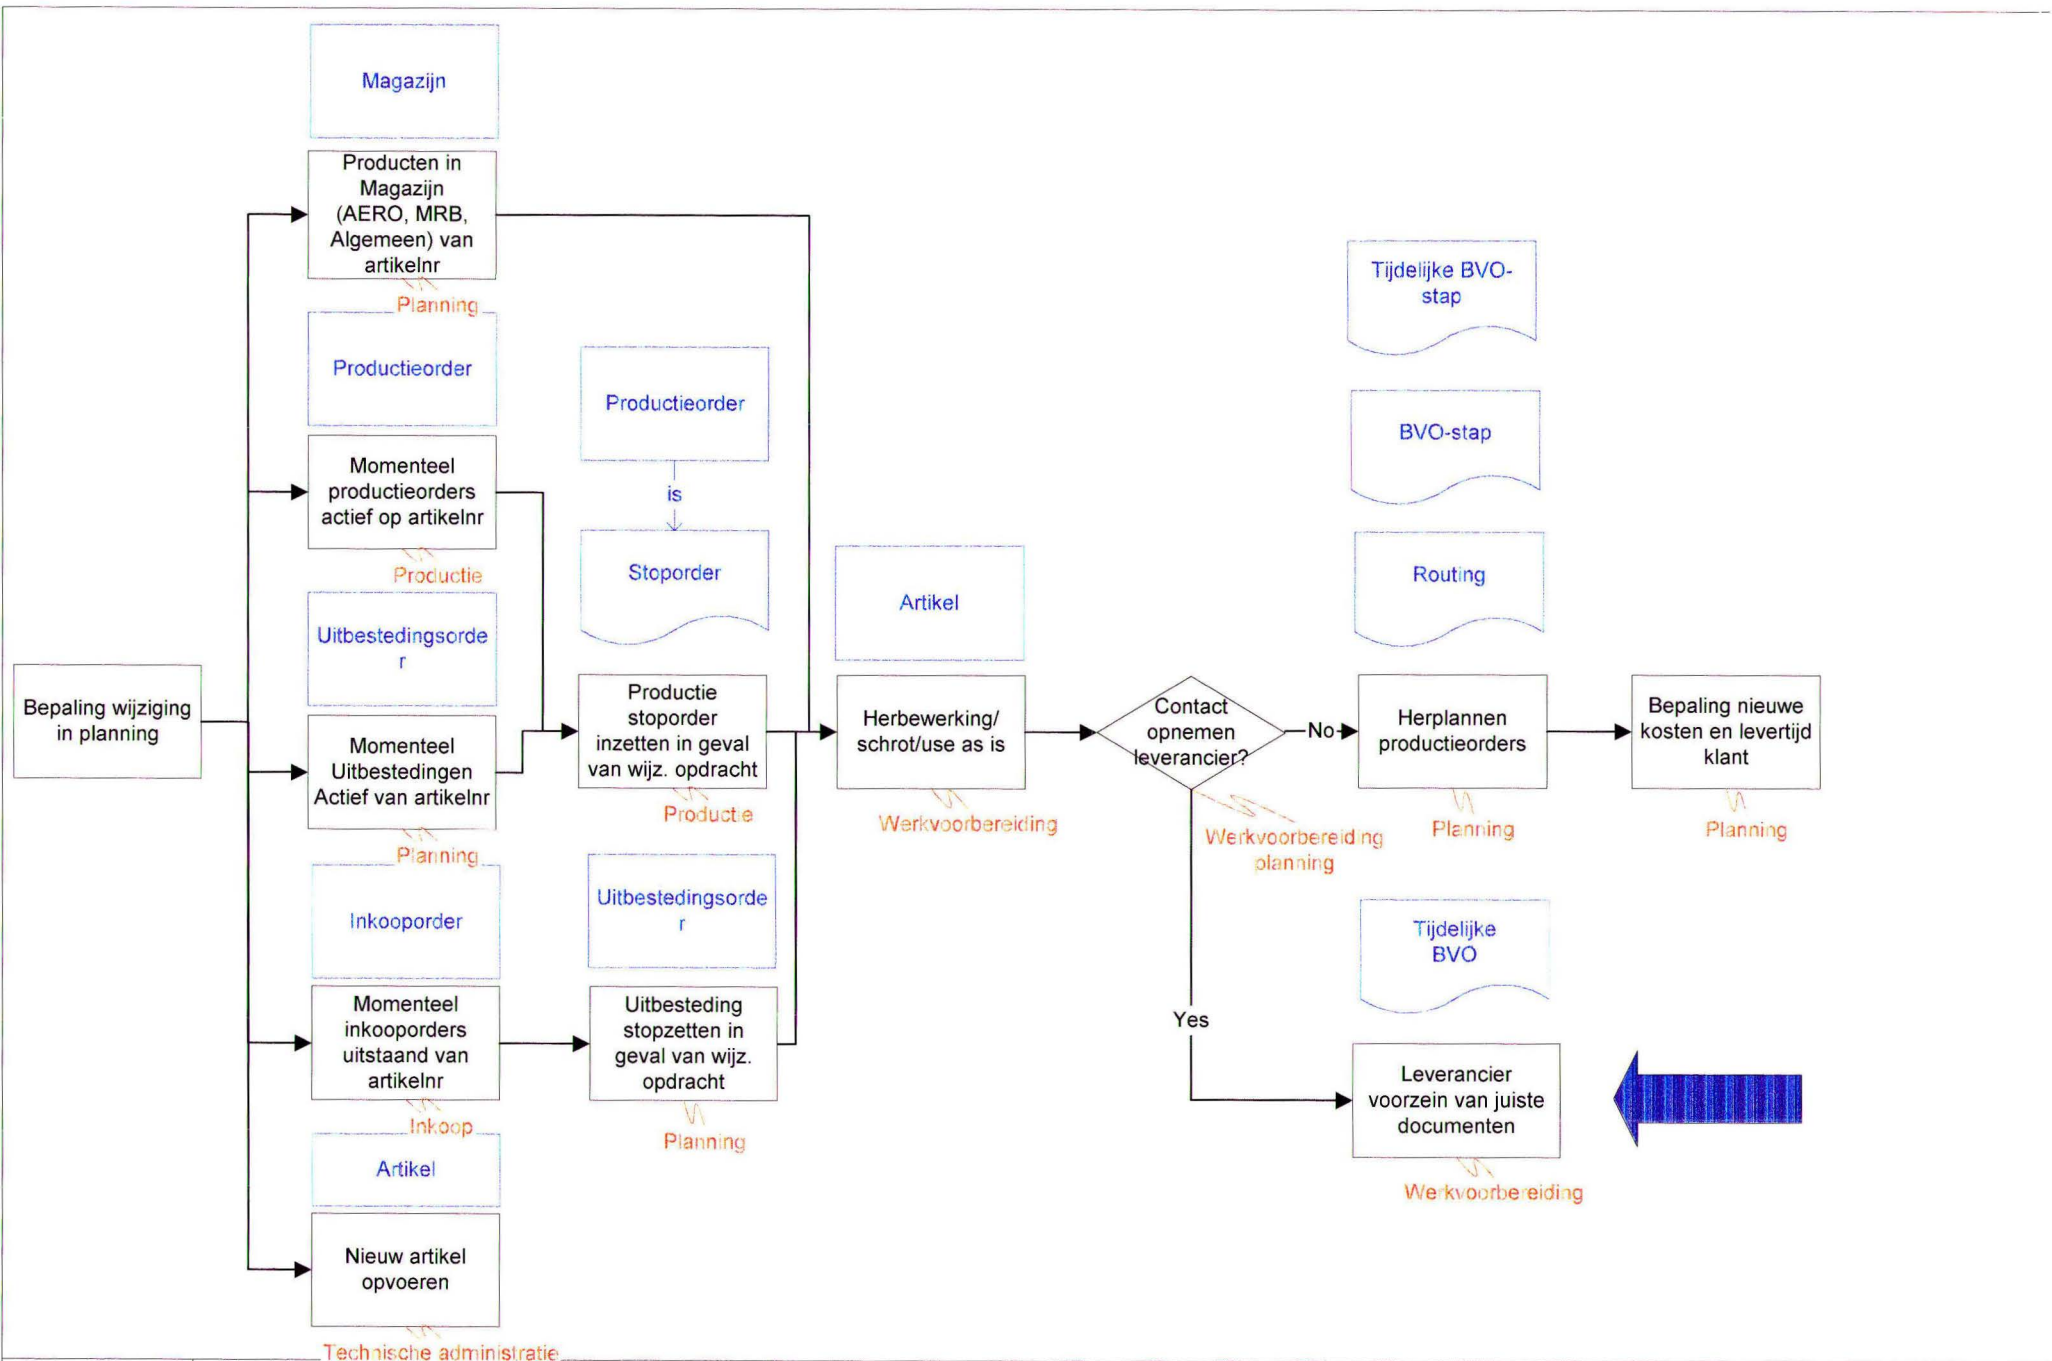 Magazijn
Producten in
Magazijn
(AERO, MRB,
Algemeen) van
artikelnr
Planning
Productieorder
Momenteel
productieorders
actief op artikelnr
Productie
Uitbestedingsorde
r
Bepaling wijziging
in planning
Momenteel
Uitbestedingen
Actief van artikelnr
Planning
Inkooporder
Momenteel
inkooporders
uitstaand van
artikelnr
Inkoop
Artikel
Nieuw artikel
opvoeren
Technische administratie
Productieorder
is
Stoporder
Productie
stoporder
inzetten in geval
van wijz. opdracht
Productie
Uitbestedingsorde
r
Uitbesteding
stopzetten in
geval van wijz.
opdracht
Planning
Artikel
Herbewerking/
schrot/use as is
Werkvoorbereiding
Contact
opnemen
leverancier?
Werkvoorbereiding
planning
No
Yes
Tijdelijke BVO-
stap
BVO-stap
Routing
Herplannen
productieorders
Planning
Bepaling nieuwe
kosten en levertijd
klant
Planning
Tijdelijke
BVO
Leverancier
voorzein van juiste
documenten
Werkvoorbereiding